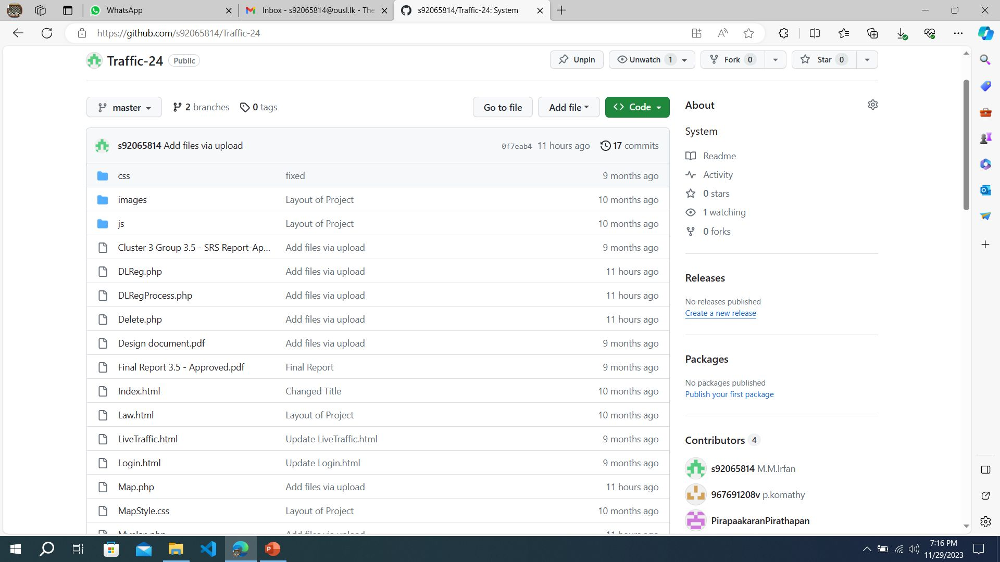 WhatsApp
Inbox - s92065814@ousl.lk - The
s92065814/Traffic-24: System
https://github.com/s92065814/Traffic-24
Traffic-24 Public
Unpin
Unwatch 1
Fork 0
Star 0
master
2 branches
0 tags
Go to file
Add file
Code
s92065814 Add files via upload 0f7eab4 11 hours ago 17 commits
css fixed 9 months ago
images Layout of Project 10 months ago
js Layout of Project 10 months ago
Cluster 3 Group 3.5 - SRS Report-Ap... Add files via upload 9 months ago
DLReg.php Add files via upload 11 hours ago
DLRegProcess.php Add files via upload 11 hours ago
Delete.php Add files via upload 11 hours ago
Design document.pdf Add files via upload 9 months ago
Final Report 3.5 - Approved.pdf Final Report 9 months ago
Index.html Changed Title 10 months ago
Law.html Layout of Project 10 months ago
LiveTraffic.html Update LiveTraffic.html 9 months ago
Login.html Update Login.html 9 months ago
Map.php Add files via upload 11 hours ago
MapStyle.css Layout of Project 10 months ago
Add files via upload 11 hours ago
About
System
Readme
Activity
0 stars
1 watching
0 forks
Releases
No releases published
Create a new release
Packages
No packages published
Publish your first package
Contributors 4
s92065814 M.M.Irfan
967691208v p.komathy
PirapaakaranPirathapan
7:16 PM
11/29/2023